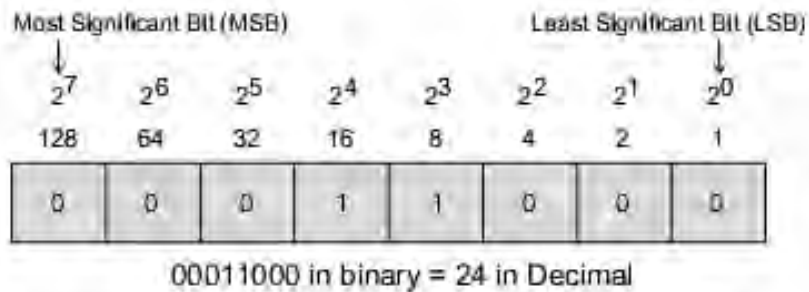 Most Significant Bit (MSB) Least Significant Bit (LSB)
2⁷ 2⁶ 2⁵ 2⁴ 2³ 2² 2¹ 2⁰
128 64 32 16 8 4 2 1
0 0 0 1 1 0 0 0
00011000 in binary = 24 in Decimal